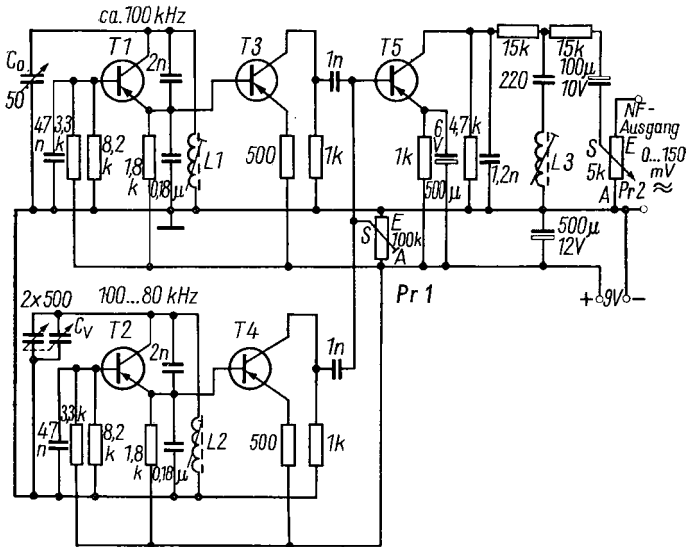 ca.100 kHz
C₀
50
T1
2n
T3
1n
T5
15k
15k
100µ
10V
220
NF-
Ausgang
0...150
mV
≈
47
n
3,3
k
8,2
k
1,8
k
0,18µ
L1
500
1k
1k
6
V
500µ
4,7
k
1,2n
L3
S
E
5k
A
Pr2
500µ
12V
S
E
100k
A
Pr 1
+
9V
−
100...80 kHz
2x500
Cᵥ
T2
2n
T4
1n
47
n
3,3k
8,2
k
1,8
k
0,18µ
L2
500
1k